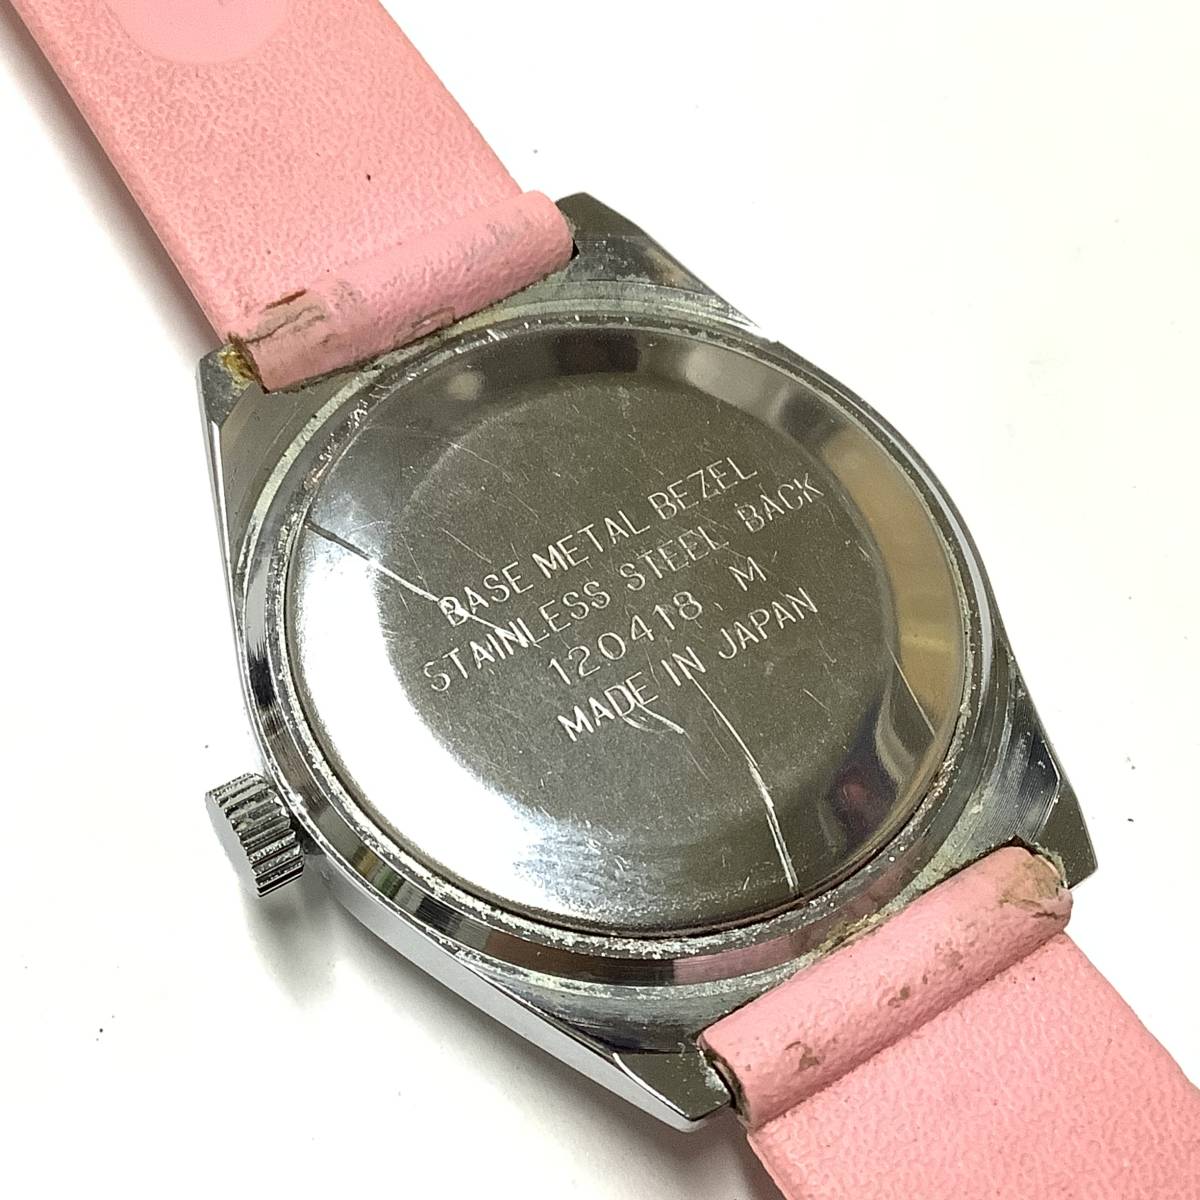 BASE METAL BEZEL
STAINLESS STEEL BACK
120418 M
MADE IN JAPAN